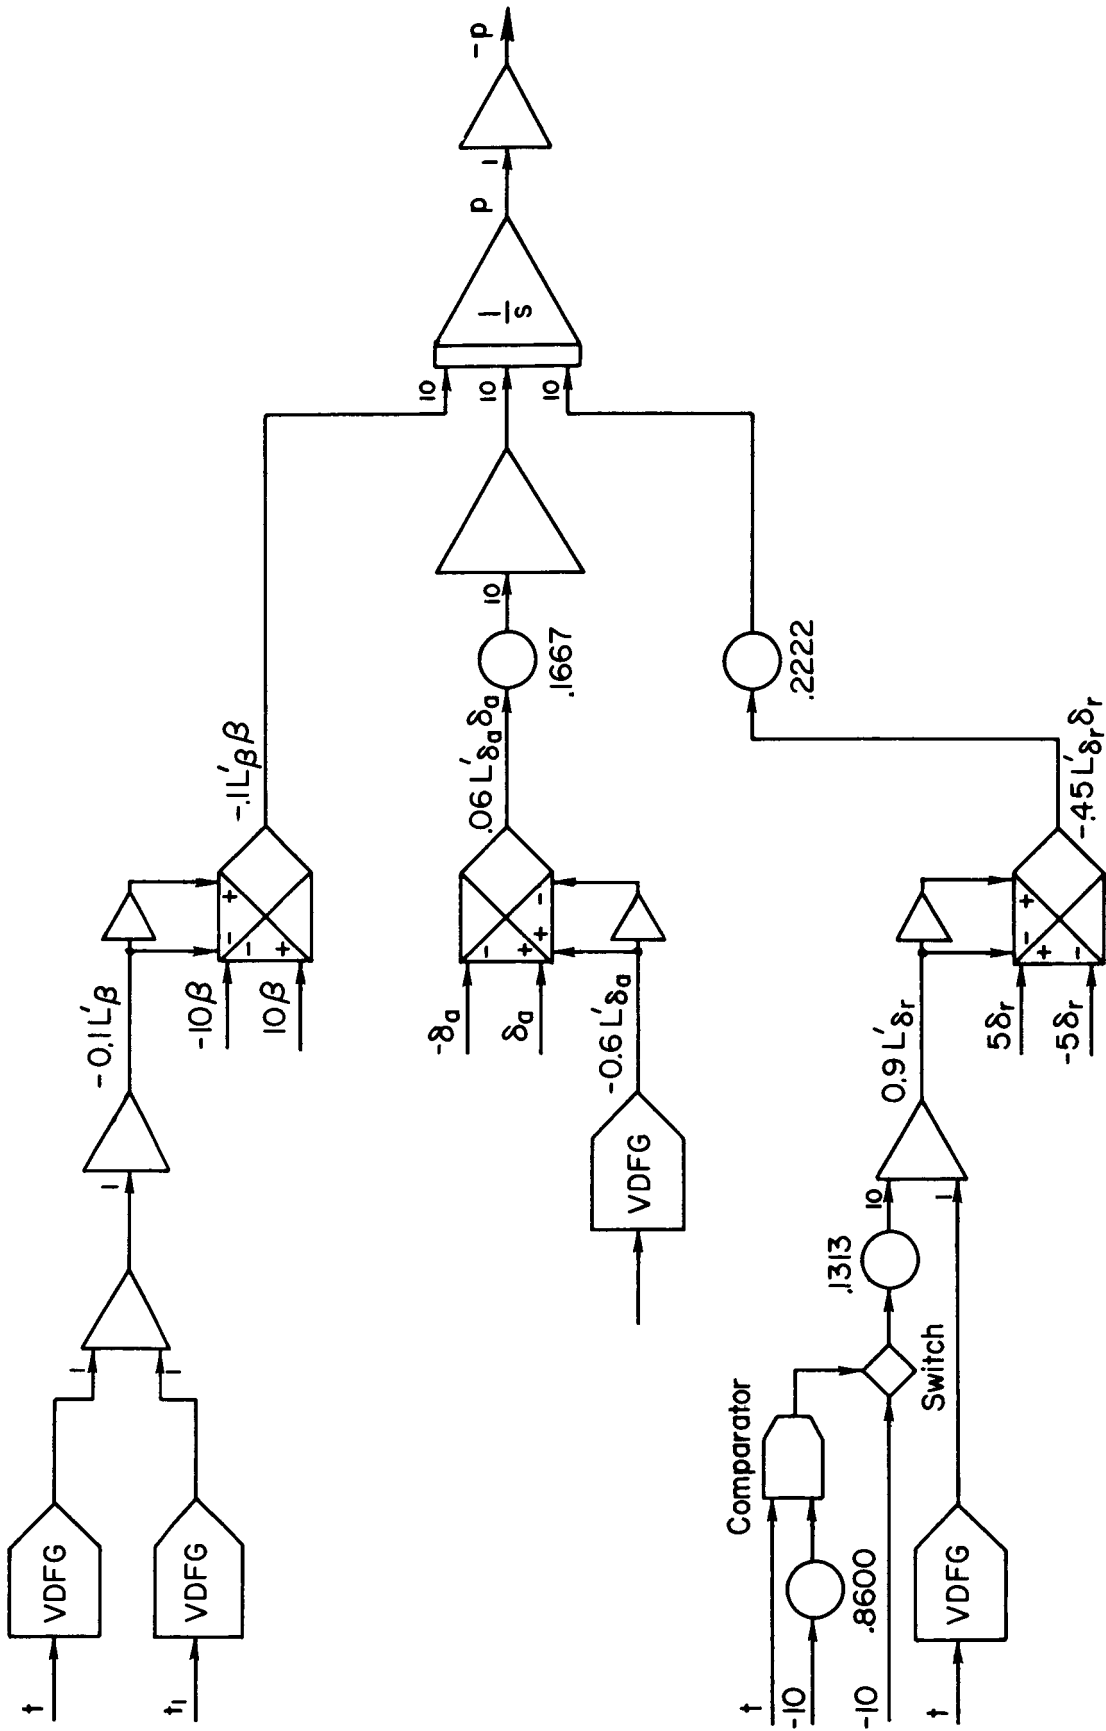 t
VDFG
t₁
VDFG
1
1
1
-0.1L'β
-10β
10β
-
+
-
+
-.1L'ββ
VDFG
-0.6L'δa
-δa
δa
-
+
+
-
.06L'δaδa
.1667
10
10
10
10
1/s
p
1
-p
t
-10
.8600
Comparator
-10
Switch
.1313
10
t
VDFG
1
0.9L'δr
5δr
-5δr
-
+
+
-
-.45L'δrδr
.2222